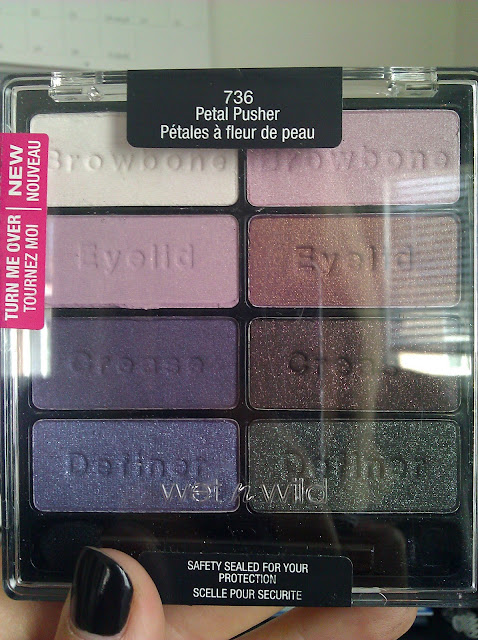 736
Petal Pusher
Pétales à fleur de peau
TURN ME OVER | NEW
TOURNEZ MOI | NOUVEAU
Browbone
Browbone
Eyelid
Eyelid
Crease
Crease
Definer
Definer
wet n wild
SAFETY SEALED FOR YOUR
PROTECTION
SCELLE POUR SECURITE